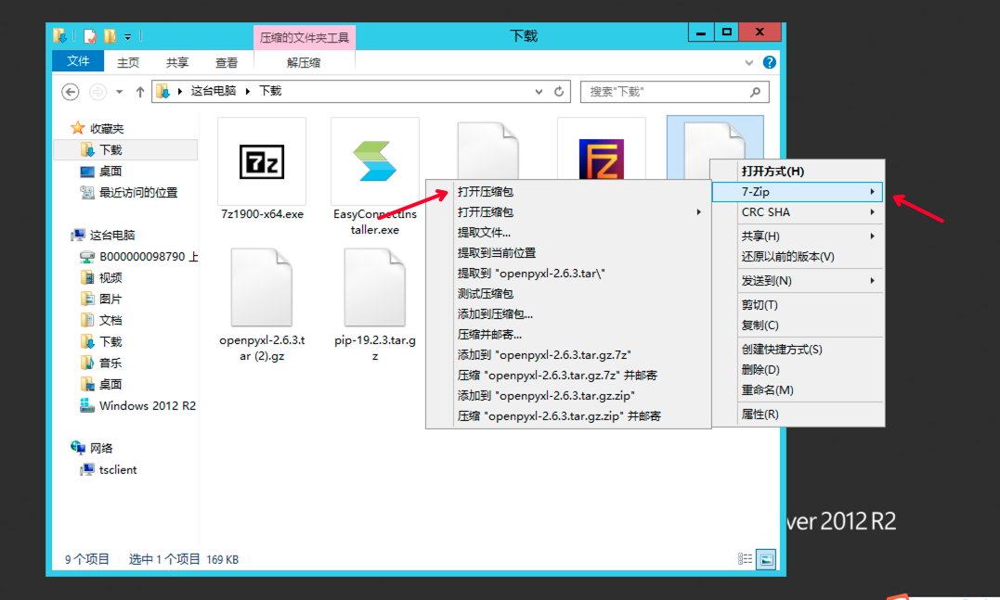 压缩的文件夹工具
下载
文件
主页
共享
查看
解压缩
这台电脑
下载
搜索"下载"
收藏夹
下载
桌面
最近访问的位置
这台电脑
B000000098790 上
视频
图片
文档
下载
音乐
桌面
Windows 2012 R2
网络
tsclient
7z
7z1900-x64.exe
EasyConnectIns
taller.exe
FZ
openpyxl-2.6.3.t
ar (2).gz
pip-19.2.3.tar.g
z
打开压缩包
打开压缩包
提取文件...
提取到当前位置
提取到 "openpyxl-2.6.3.tar\"
测试压缩包
添加到压缩包...
压缩并邮寄...
添加到 "openpyxl-2.6.3.tar.gz.7z"
压缩 "openpyxl-2.6.3.tar.gz.7z" 并邮寄
添加到 "openpyxl-2.6.3.tar.gz.zip"
压缩 "openpyxl-2.6.3.tar.gz.zip" 并邮寄
打开方式(H)
7-Zip
CRC SHA
共享(H)
还原以前的版本(V)
发送到(N)
剪切(T)
复制(C)
创建快捷方式(S)
删除(D)
重命名(M)
属性(R)
ver 2012 R2
9 个项目
选中 1 个项目 169 KB